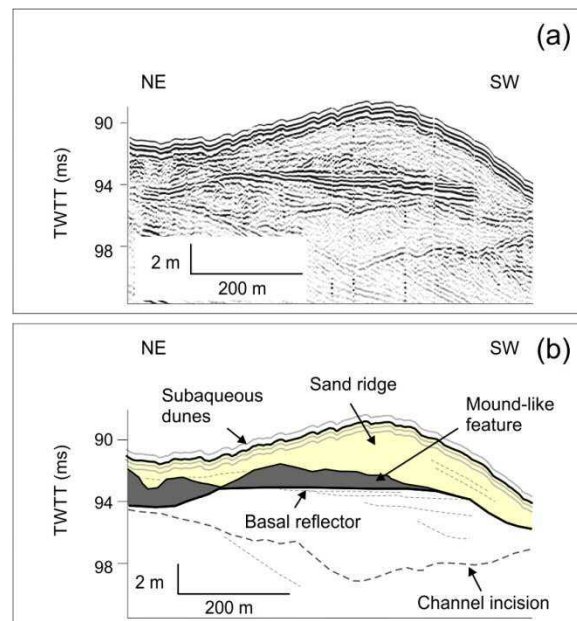 (a)
NE SW
90
94
98
TWTT (ms)
2 m
200 m
(b)
NE SW
Subaqueous
dunes
Sand ridge
Mound-like
feature
90
94
98
TWTT (ms)
Basal reflector
2 m
200 m
Channel incision